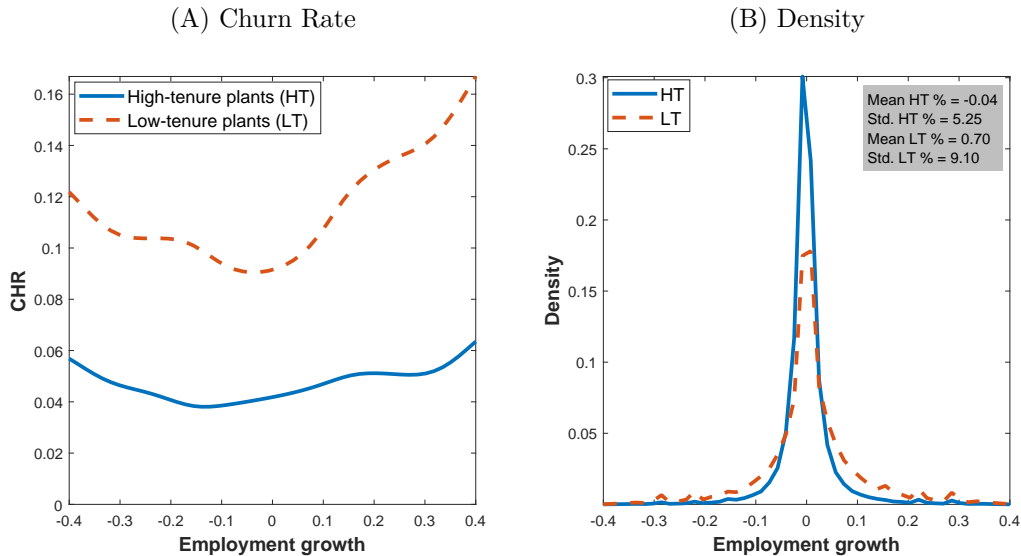 (A) Churn Rate
High-tenure plants (HT)
Low-tenure plants (LT)
CHR
0.16
0.14
0.12
0.1
0.08
0.06
0.04
0.02
0
-0.4 -0.3 -0.2 -0.1 0 0.1 0.2 0.3 0.4
Employment growth
(B) Density
HT
LT
Mean HT % = -0.04
Std. HT % = 5.25
Mean LT % = 0.70
Std. LT % = 9.10
Density
0.3
0.25
0.2
0.15
0.1
0.05
-0.4 -0.3 -0.2 -0.1 0 0.1 0.2 0.3 0.4
Employment growth